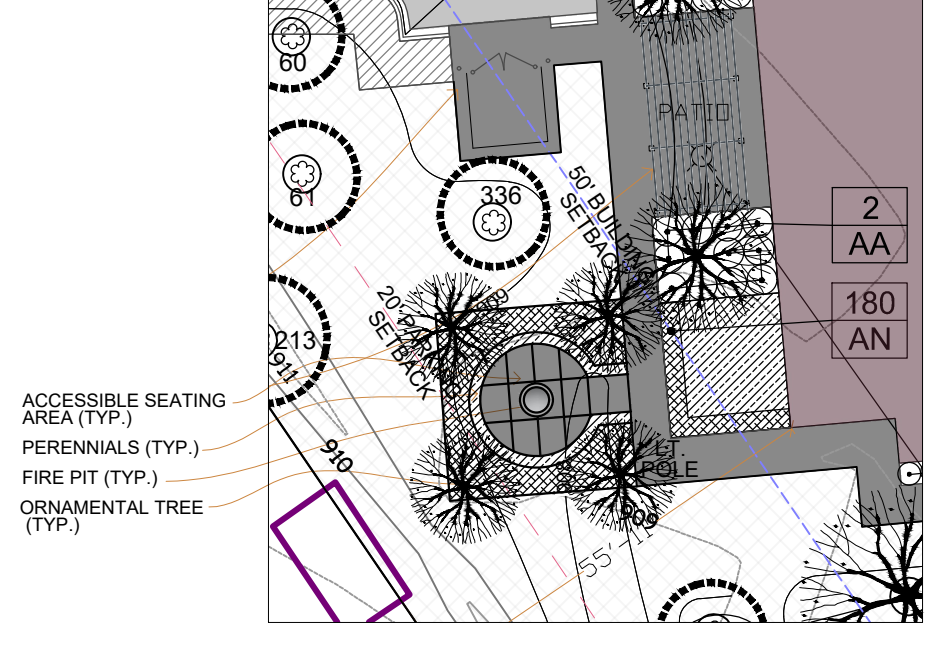 60
61
336
213
911
910
909
PATIO
50' BUILDING
SETBACK
20' PARKING
SETBACK
2
AA
180
AN
LT.
POLE
55'-11
ACCESSIBLE SEATING
AREA (TYP.)
PERENNIALS (TYP.)
FIRE PIT (TYP.)
ORNAMENTAL TREE
(TYP.)